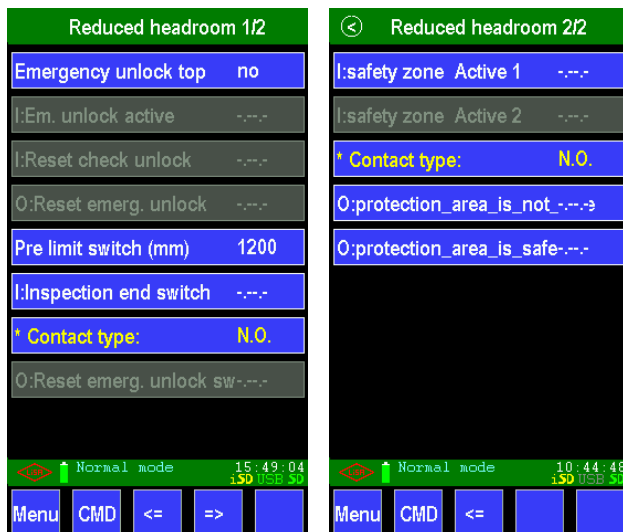 Reduced headroom 1/2
Emergency unlock top no
I:Em. unlock active -.--.-
I:Reset check unlock -.--.-
O:Reset emerg. unlock -.--.-
Pre limit switch (mm) 1200
I:Inspection end switch -.--.-
* Contact type: N.O.
O:Reset emerg. unlock sw-.--.-
Normal mode 15:49:04
iSD USB SD
Menu CMD <= =>
Reduced headroom 2/2
I:safety zone Active 1 -.--.-
I:safety zone Active 2 -.--.-
* Contact type: N.O.
O:protection_area_is_not_-.--.-
O:protection_area_is_safe-.--.-
Normal mode 10:44:48
iSD USB SD
Menu CMD <=